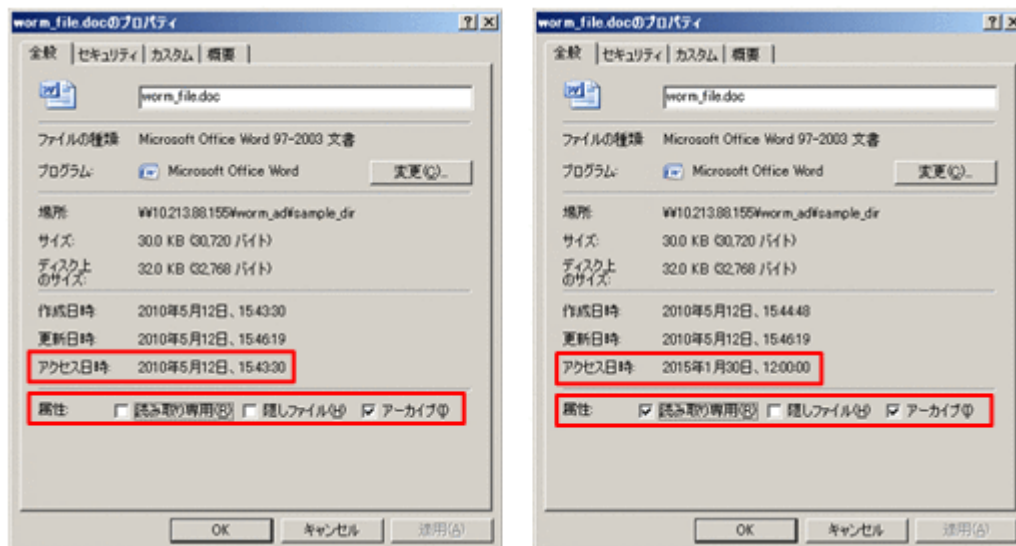 worm_file.docのプロパティ
全般 セキュリティ カスタム 概要
worm_file.doc
ファイルの種類: Microsoft Office Word 97-2003 文書
プログラム: Microsoft Office Word 変更(C)...
場所: ¥¥10.213.88.155¥worm_ad¥sample_dir
サイズ: 30.0 KB (30,720 バイト)
ディスク上
のサイズ: 32.0 KB (32,768 バイト)
作成日時: 2010年5月12日、15:43:30
更新日時: 2010年5月12日、15:46:19
アクセス日時: 2010年5月12日、15:43:30
属性: 読み取り専用(R) 隠しファイル(H) アーカイブ(I)
OK キャンセル 適用(A)
worm_file.docのプロパティ
全般 セキュリティ カスタム 概要
worm_file.doc
ファイルの種類: Microsoft Office Word 97-2003 文書
プログラム: Microsoft Office Word 変更(C)...
場所: ¥¥10.213.88.155¥worm_ad¥sample_dir
サイズ: 30.0 KB (30,720 バイト)
ディスク上
のサイズ: 32.0 KB (32,768 バイト)
作成日時: 2010年5月12日、15:44:48
更新日時: 2010年5月12日、15:46:19
アクセス日時: 2015年1月30日、12:00:00
属性: 読み取り専用(R) 隠しファイル(H) アーカイブ(I)
OK キャンセル 適用(A)